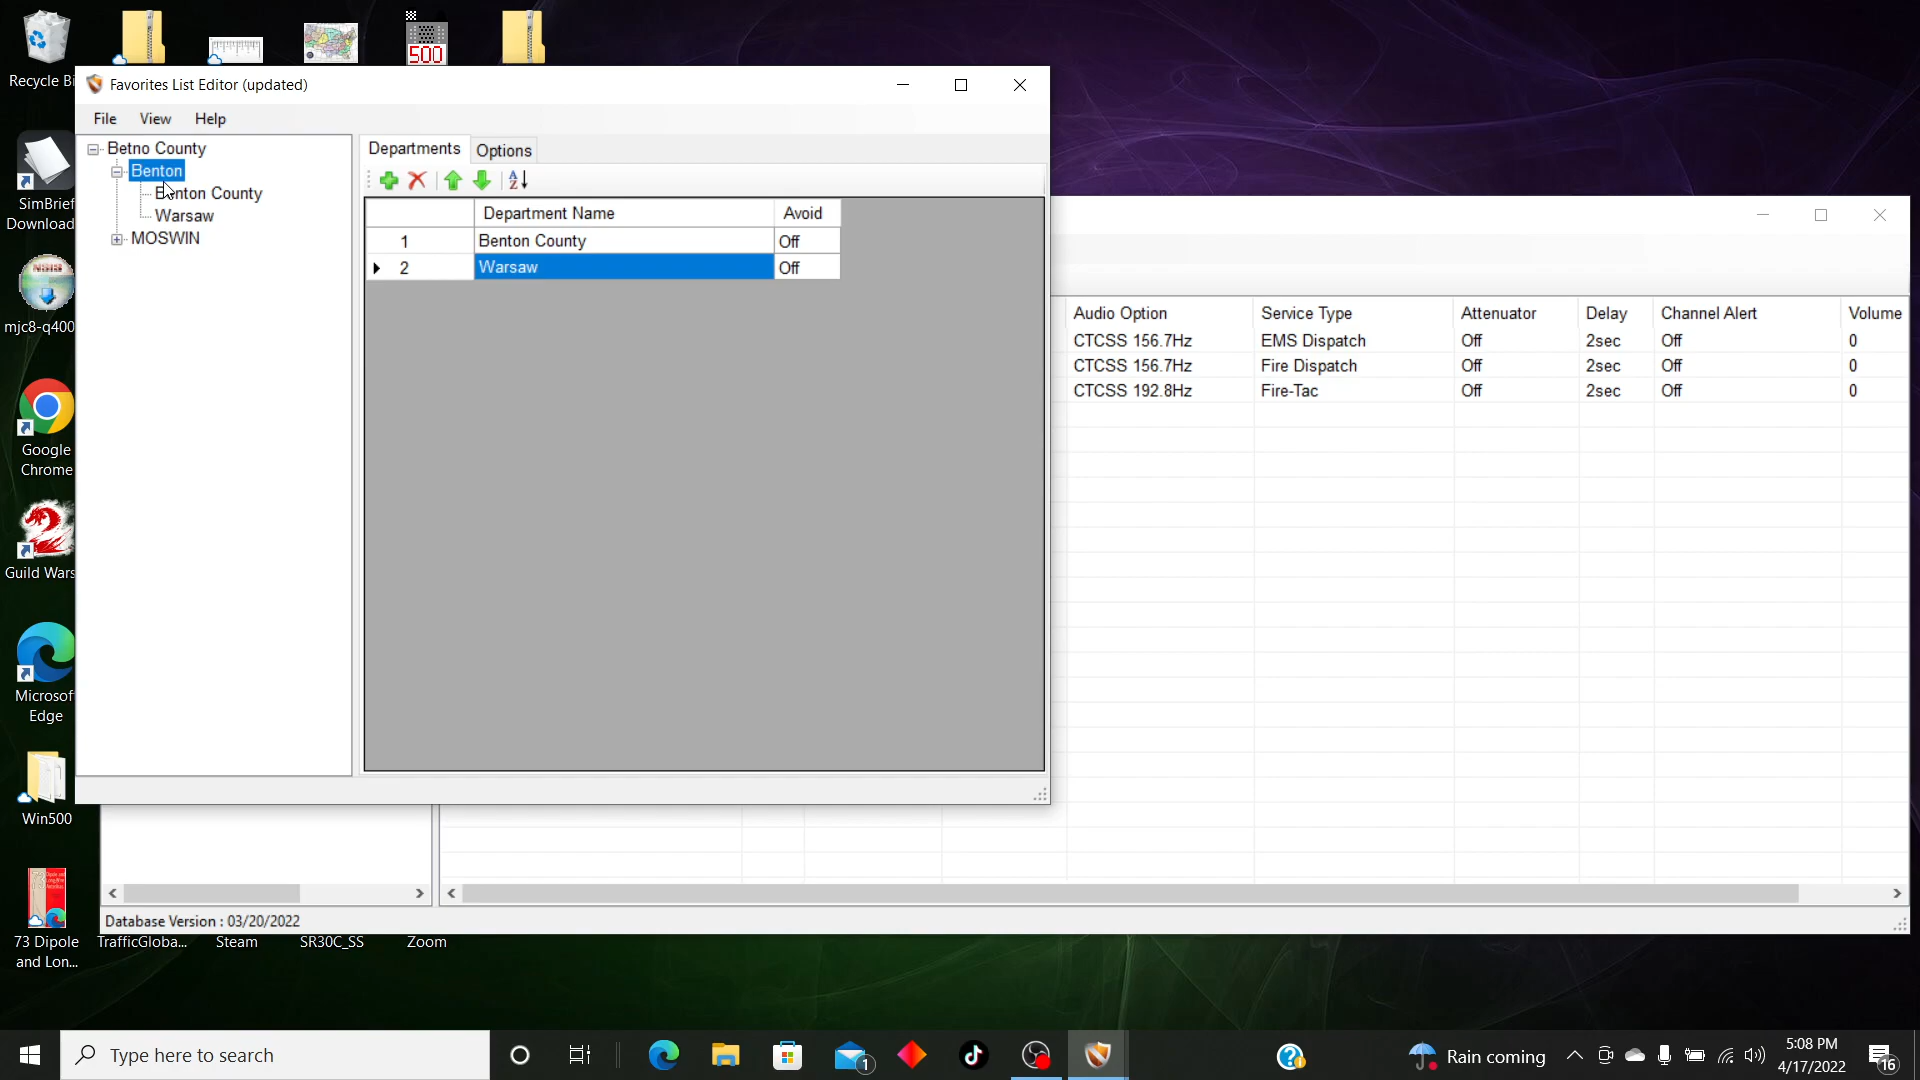 500
Recycle Bi
SimBrief
Download
NSIS
mjc8-q400
Google
Chrome
Guild Wars
Microsof
Edge
Win500
73 Dipole
and Lon...
TrafficGloba...
Steam
SR30C_SS
Zoom
Favorites List Editor (updated)
File View Help
Betno County
Benton
Benton County
Warsaw
MOSWIN
Departments Options
Department Name Avoid
1 Benton County Off
2 Warsaw Off
Audio Option Service Type Attenuator Delay Channel Alert Volume
CTCSS 156.7Hz EMS Dispatch Off 2sec Off 0
CTCSS 156.7Hz Fire Dispatch Off 2sec Off 0
CTCSS 192.8Hz Fire-Tac Off 2sec Off 0
Database Version : 03/20/2022
Type here to search
1
Rain coming
5:08 PM
4/17/2022
16